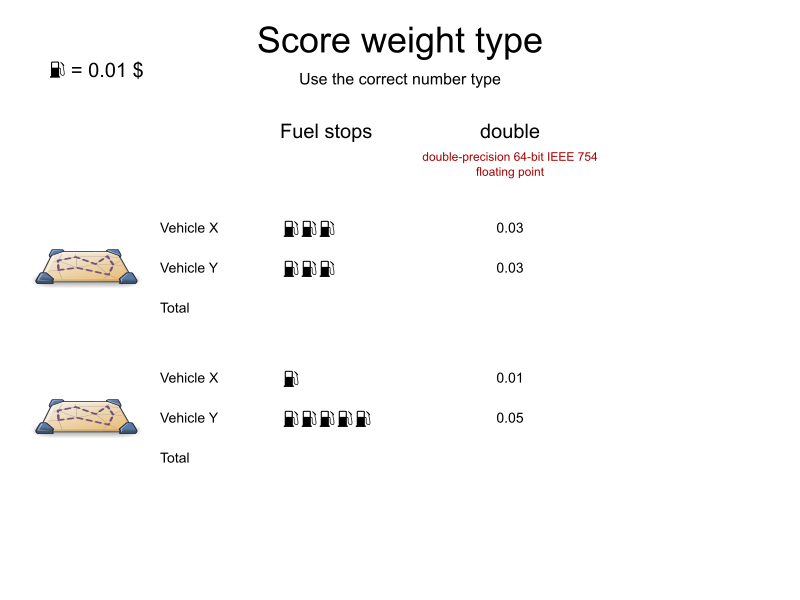 Score weight type
= 0.01 $
Use the correct number type
Fuel stops double
double-precision 64-bit IEEE 754
floating point
Vehicle X 0.03
Vehicle Y 0.03
Total
Vehicle X 0.01
Vehicle Y 0.05
Total